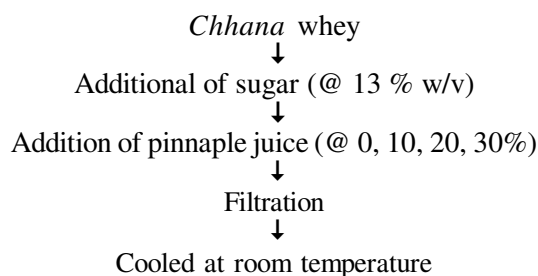 Chhana whey
Additional of sugar (@ 13 % w/v)
Addition of pinnaple juice (@ 0, 10, 20, 30%)
Filtration
Cooled at room temperature